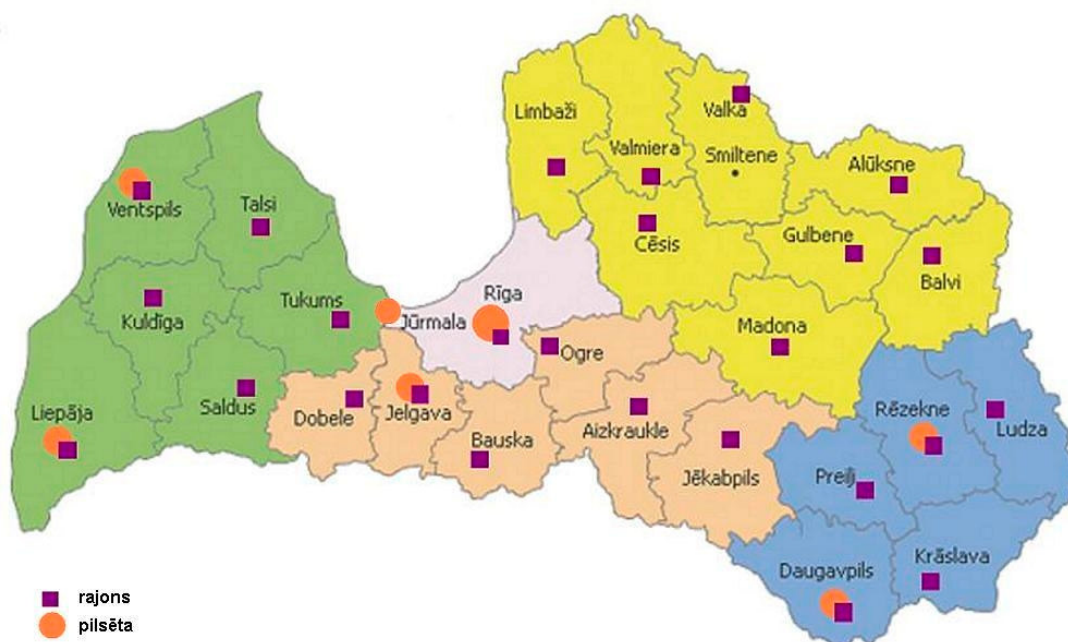 Limbaži
Valka
Valmiera
Smiltene
Alūksne
Ventspils
Talsi
Cēsis
Gulbene
Balvi
Rīga
Tukums
Kuldīga
Jūrmala
Madona
Ogre
Liepāja
Saldus
Dobele
Jelgava
Bauska
Aizkraukle
Rēzekne
Ludza
Jēkabpils
Preiļi
Daugavpils
Krāslava
rajons
pilsēta